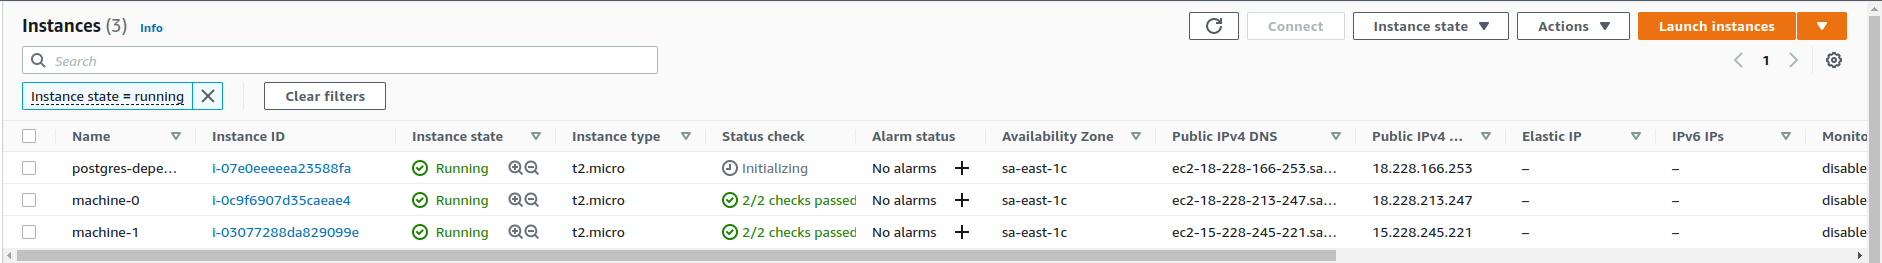 Instances (3) Info
Connect Instance state Actions Launch instances
Search
1
Instance state = running Clear filters
Name Instance ID Instance state Instance type Status check Alarm status Availability Zone Public IPv4 DNS Public IPv4 ... Elastic IP IPv6 IPs Monito
postgres-depe... i-07e0eeeeea23588fa Running t2.micro Initializing No alarms + sa-east-1c ec2-18-228-166-253.sa... 18.228.166.253 – – disable
machine-0 i-0c9f6907d35caeae4 Running t2.micro 2/2 checks passed No alarms + sa-east-1c ec2-18-228-213-247.sa... 18.228.213.247 – – disable
machine-1 i-03077288da829099e Running t2.micro 2/2 checks passed No alarms + sa-east-1c ec2-15-228-245-221.sa... 15.228.245.221 – – disable